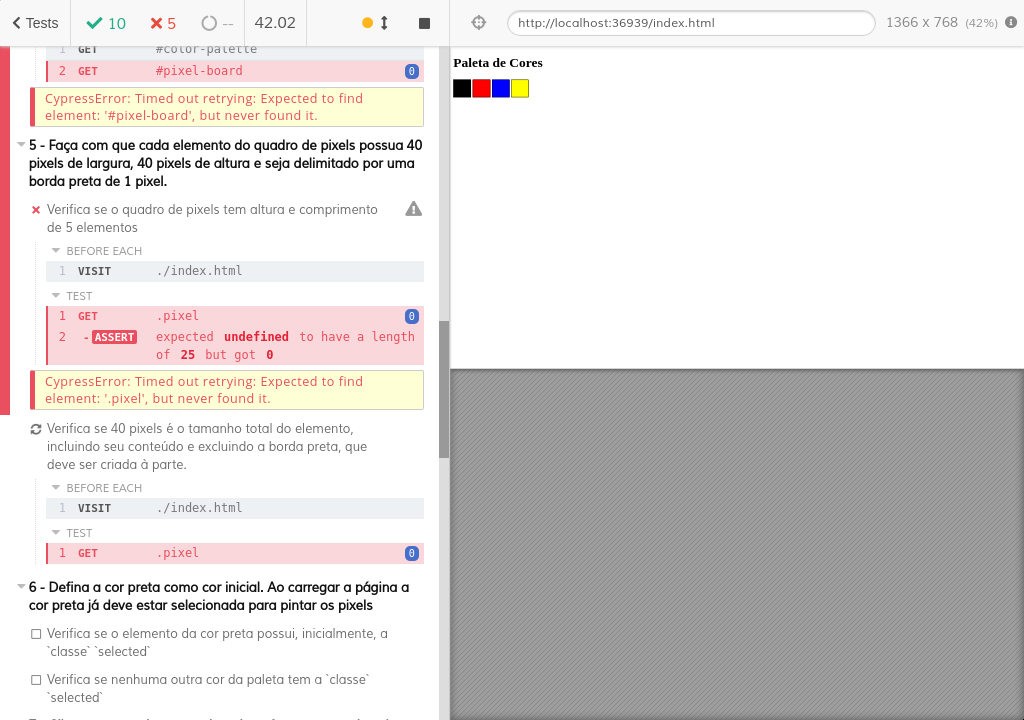 Tests
10
5
--
42.02
http://localhost:36939/index.html
1366 x 768 (42%)
1 GET #color-palette
2 GET #pixel-board 0
CypressError: Timed out retrying: Expected to find
element: '#pixel-board', but never found it.
5 - Faça com que cada elemento do quadro de pixels possua 40
pixels de largura, 40 pixels de altura e seja delimitado por uma
borda preta de 1 pixel.
Verifica se o quadro de pixels tem altura e comprimento
de 5 elementos
BEFORE EACH
1 VISIT ./index.html
TEST
1 GET .pixel 0
2 - ASSERT expected undefined to have a length
of 25 but got 0
CypressError: Timed out retrying: Expected to find
element: '.pixel', but never found it.
Verifica se 40 pixels é o tamanho total do elemento,
incluindo seu conteúdo e excluindo a borda preta, que
deve ser criada à parte.
BEFORE EACH
1 VISIT ./index.html
TEST
1 GET .pixel 0
6 - Defina a cor preta como cor inicial. Ao carregar a página a
cor preta já deve estar selecionada para pintar os pixels
Verifica se o elemento da cor preta possui, inicialmente, a
`classe` `selected`
Verifica se nenhuma outra cor da paleta tem a `classe`
`selected`
Paleta de Cores